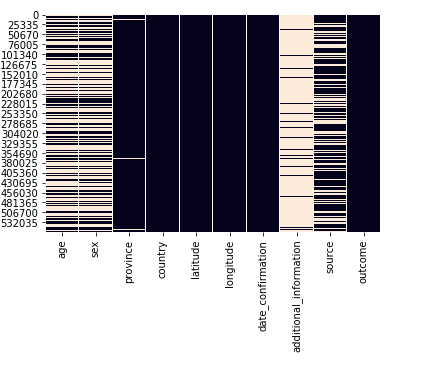 0
25335
50670
76005
101340
126675
152010
177345
202680
228015
253350
278685
304020
329355
354690
380025
405360
430695
456030
481365
506700
532035
age
sex
province
country
latitude
longitude
date_confirmation
additional_information
source
outcome